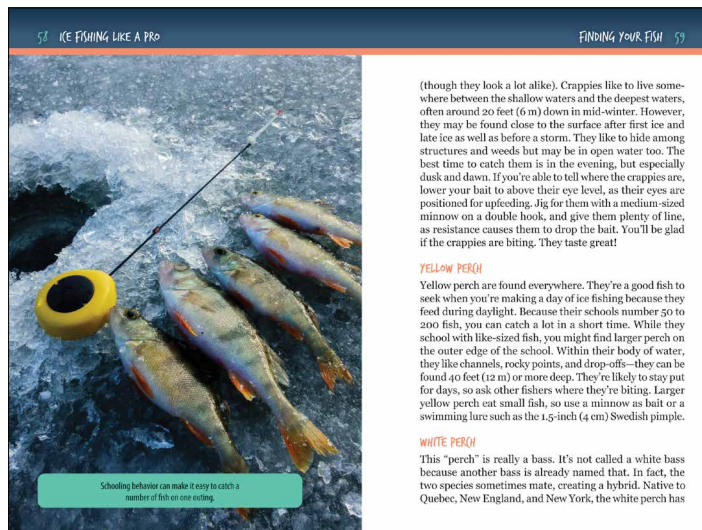 58 ICE FISHING LIKE A PRO
FINDING YOUR FISH 59
Schooling behavior can make it easy to catch a
number of fish on one outing.
(though they look a lot alike). Crappies like to live some-
where between the shallow waters and the deepest waters,
often around 20 feet (6 m) down in mid-winter. However,
they may be found close to the surface after first ice and
late ice as well as before a storm. They like to hide among
structures and weeds but may be in open water too. The
best time to catch them is in the evening, but especially
dusk and dawn. If you're able to tell where the crappies are,
lower your bait to above their eye level, as their eyes are
positioned for upfeeding. Jig for them with a medium-sized
minnow on a double hook, and give them plenty of line,
as resistance causes them to drop the bait. You'll be glad
if the crappies are biting. They taste great!
YELLOW PERCH
Yellow perch are found everywhere. They're a good fish to
seek when you're making a day of ice fishing because they
feed during daylight. Because their schools number 50 to
200 fish, you can catch a lot in a short time. While they
school with like-sized fish, you might find larger perch on
the outer edge of the school. Within their body of water,
they like channels, rocky points, and drop-offs—they can be
found 40 feet (12 m) or more deep. They're likely to stay put
for days, so ask other fishers where they're biting. Larger
yellow perch eat small fish, so use a minnow as bait or a
swimming lure such as the 1.5-inch (4 cm) Swedish pimple.
WHITE PERCH
This "perch" is really a bass. It's not called a white bass
because another bass is already named that. In fact, the
two species sometimes mate, creating a hybrid. Native to
Quebec, New England, and New York, the white perch has